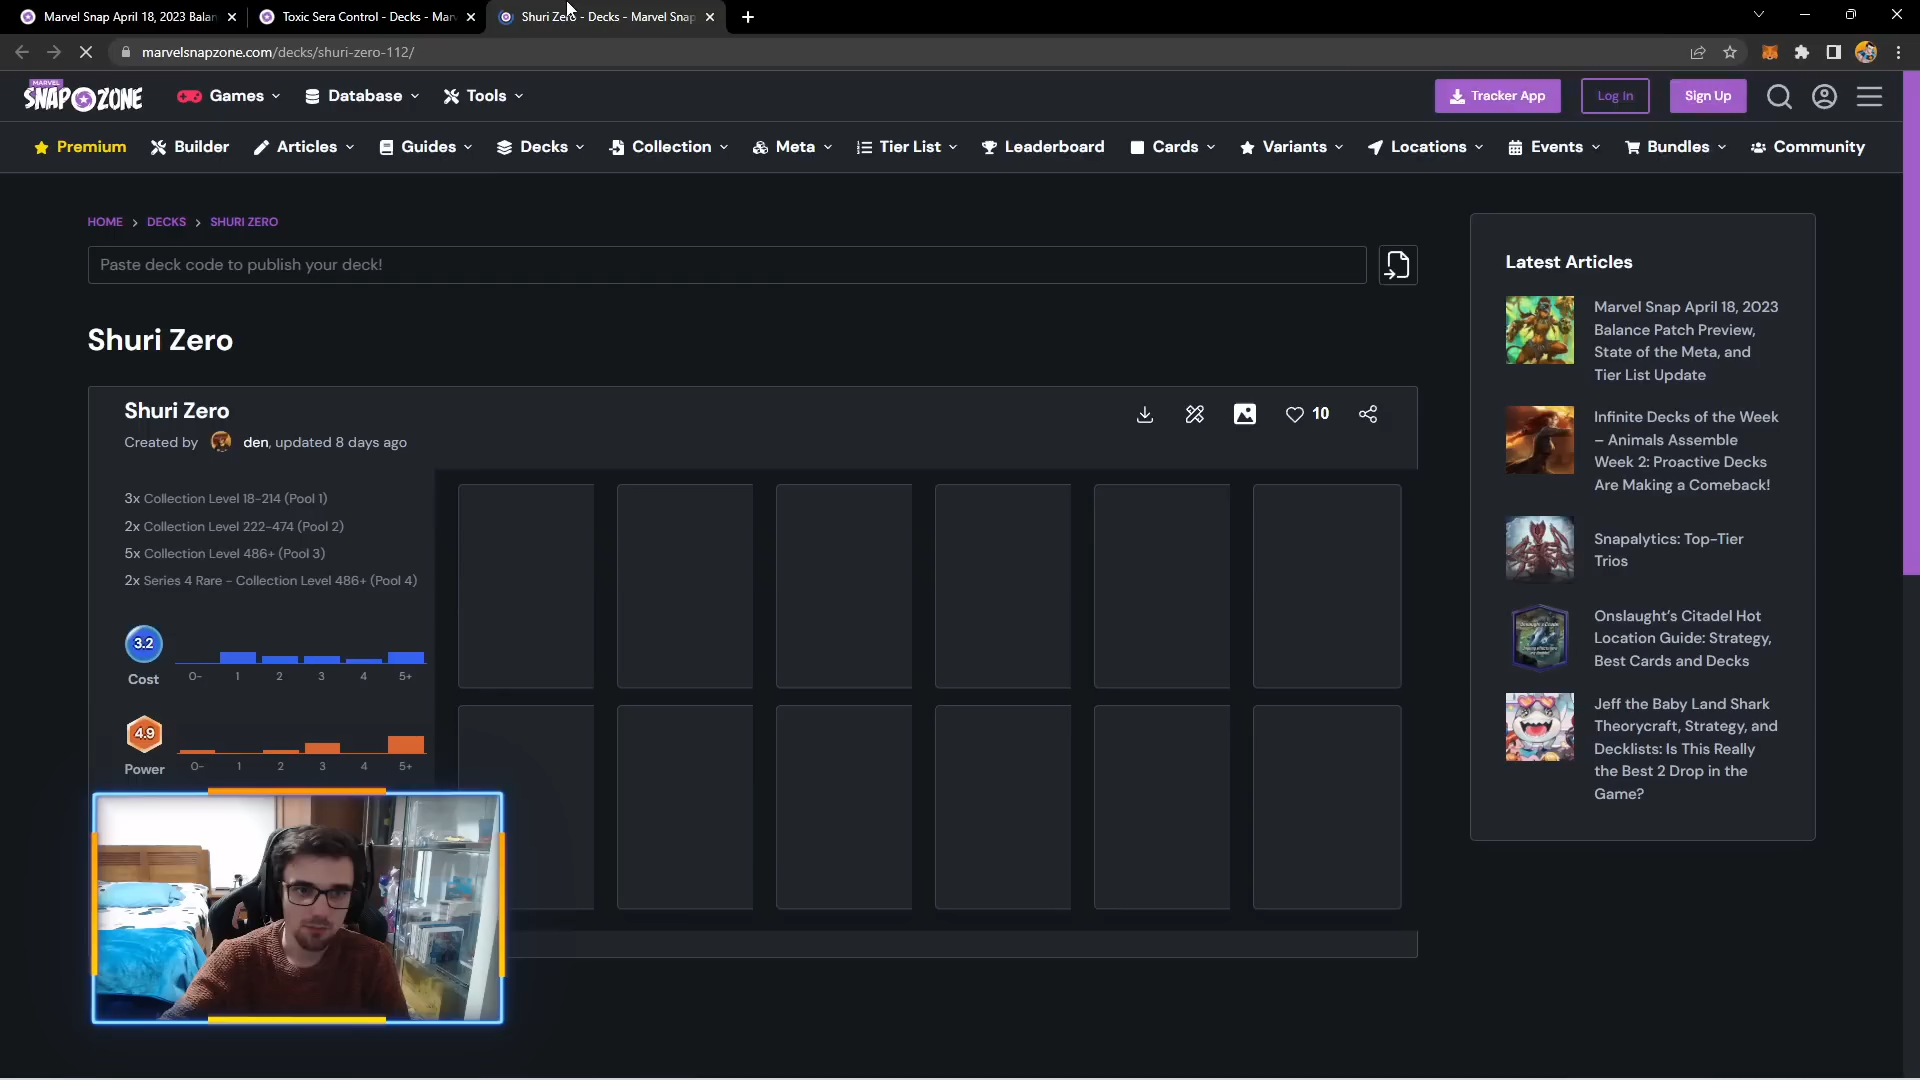 Marvel Snap April 18, 2023 Balan
Toxic Sera Control - Decks - Mar
Shuri Zero - Decks - Marvel Snap
marvelsnapzone.com/decks/shuri-zero-112/
MARVEL
SNAP ZONE
Games
Database
Tools
Tracker App
Log In
Sign Up
Premium
Builder
Articles
Guides
Decks
Collection
Meta
Tier List
Leaderboard
Cards
Variants
Locations
Events
Bundles
Community
HOME > DECKS > SHURI ZERO
Paste deck code to publish your deck!
Shuri Zero
Shuri Zero
10
Created by den, updated 8 days ago
3x Collection Level 18-214 (Pool 1)
2x Collection Level 222-474 (Pool 2)
5x Collection Level 486+ (Pool 3)
2x Series 4 Rare - Collection Level 486+ (Pool 4)
3.2
Cost
0- 1 2 3 4 5+
4.9
Power
0- 1 2 3 4 5+
Latest Articles
Marvel Snap April 18, 2023
Balance Patch Preview,
State of the Meta, and
Tier List Update
Infinite Decks of the Week
– Animals Assemble
Week 2: Proactive Decks
Are Making a Comeback!
Snapalytics: Top-Tier
Trios
Onslaught's Citadel Hot
Location Guide: Strategy,
Best Cards and Decks
Jeff the Baby Land Shark
Theorycraft, Strategy, and
Decklists: Is This Really
the Best 2 Drop in the
Game?